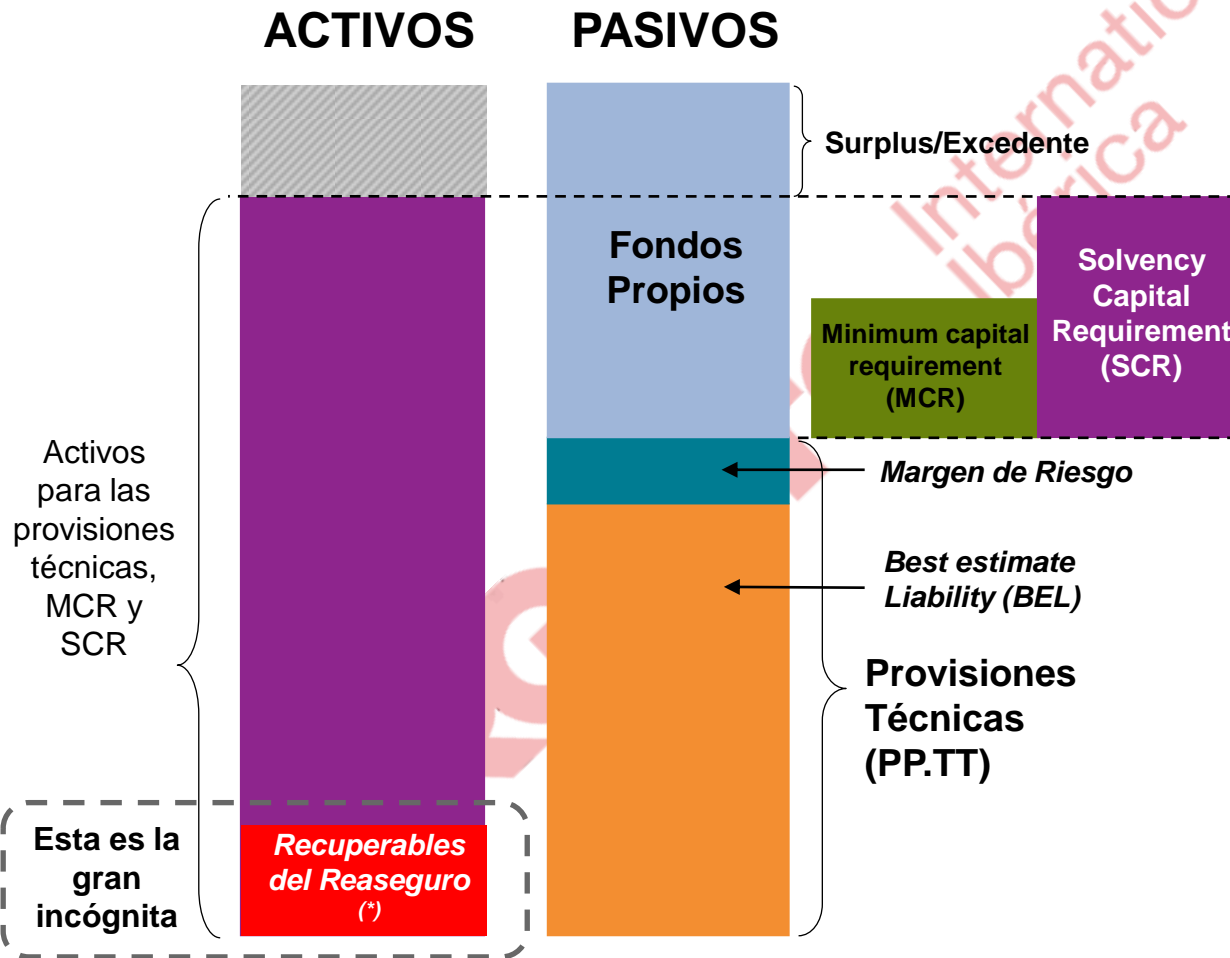 ACTIVOS
PASIVOS
Surplus/Excedente
Fondos
Propios
Solvency
Capital
Requirement
(SCR)
Minimum capital
requirement
(MCR)
Activos
para las
provisiones
técnicas,
MCR y
SCR
Margen de Riesgo
Best estimate
Liability (BEL)
Provisiones
Técnicas
(PP.TT)
Esta es la
gran
incógnita
Recuperables
del Reaseguro
(*)
Ibérica